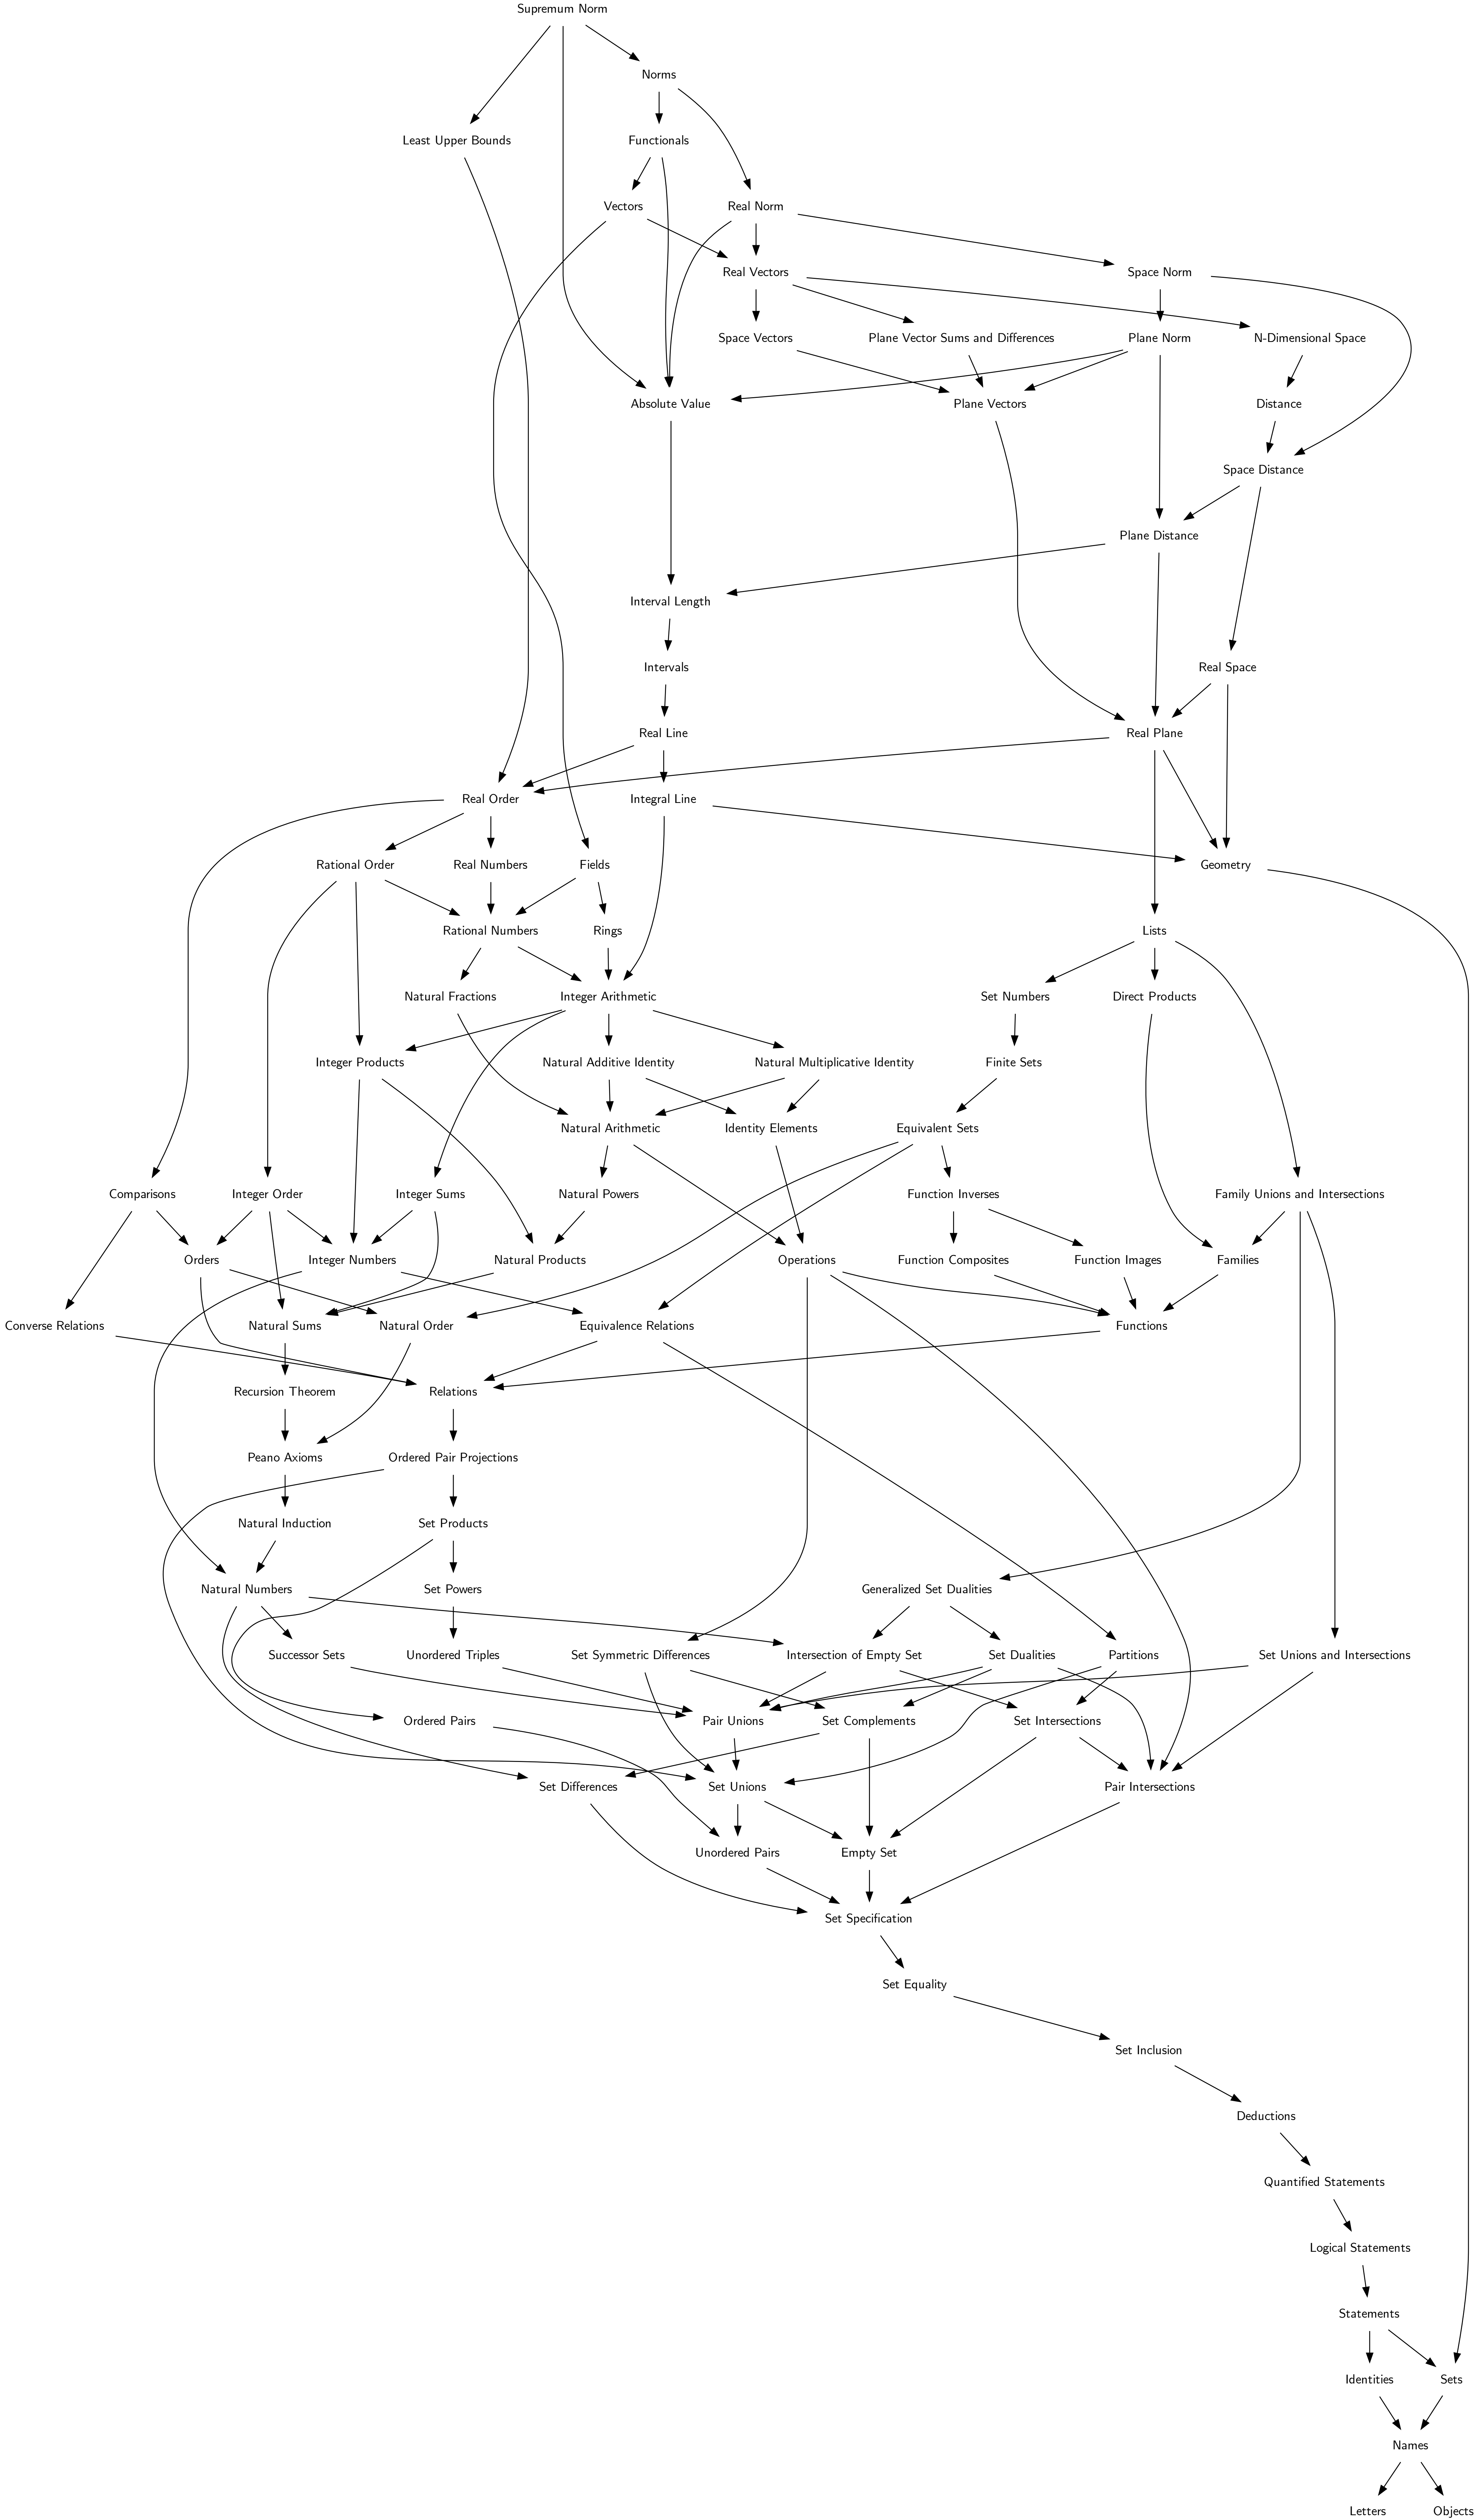 Supremum Norm
Norms
Least Upper Bounds
Functionals
Vectors
Real Norm
Real Vectors
Space Norm
Space Vectors
Plane Vector Sums and Differences
Plane Norm
N-Dimensional Space
Absolute Value
Plane Vectors
Distance
Space Distance
Plane Distance
Interval Length
Intervals
Real Space
Real Line
Real Plane
Real Order
Integral Line
Rational Order
Real Numbers
Fields
Geometry
Rational Numbers
Rings
Lists
Natural Fractions
Integer Arithmetic
Set Numbers
Direct Products
Integer Products
Natural Additive Identity
Natural Multiplicative Identity
Finite Sets
Natural Arithmetic
Identity Elements
Equivalent Sets
Comparisons
Integer Order
Integer Sums
Natural Powers
Function Inverses
Family Unions and Intersections
Orders
Integer Numbers
Natural Products
Operations
Function Composites
Function Images
Families
Converse Relations
Natural Sums
Natural Order
Equivalence Relations
Functions
Recursion Theorem
Relations
Peano Axioms
Ordered Pair Projections
Natural Induction
Set Products
Natural Numbers
Set Powers
Generalized Set Dualities
Successor Sets
Unordered Triples
Set Symmetric Differences
Intersection of Empty Set
Set Dualities
Partitions
Set Unions and Intersections
Ordered Pairs
Pair Unions
Set Complements
Set Intersections
Set Differences
Set Unions
Pair Intersections
Unordered Pairs
Empty Set
Set Specification
Set Equality
Set Inclusion
Deductions
Quantified Statements
Logical Statements
Statements
Identities
Sets
Names
Letters
Objects